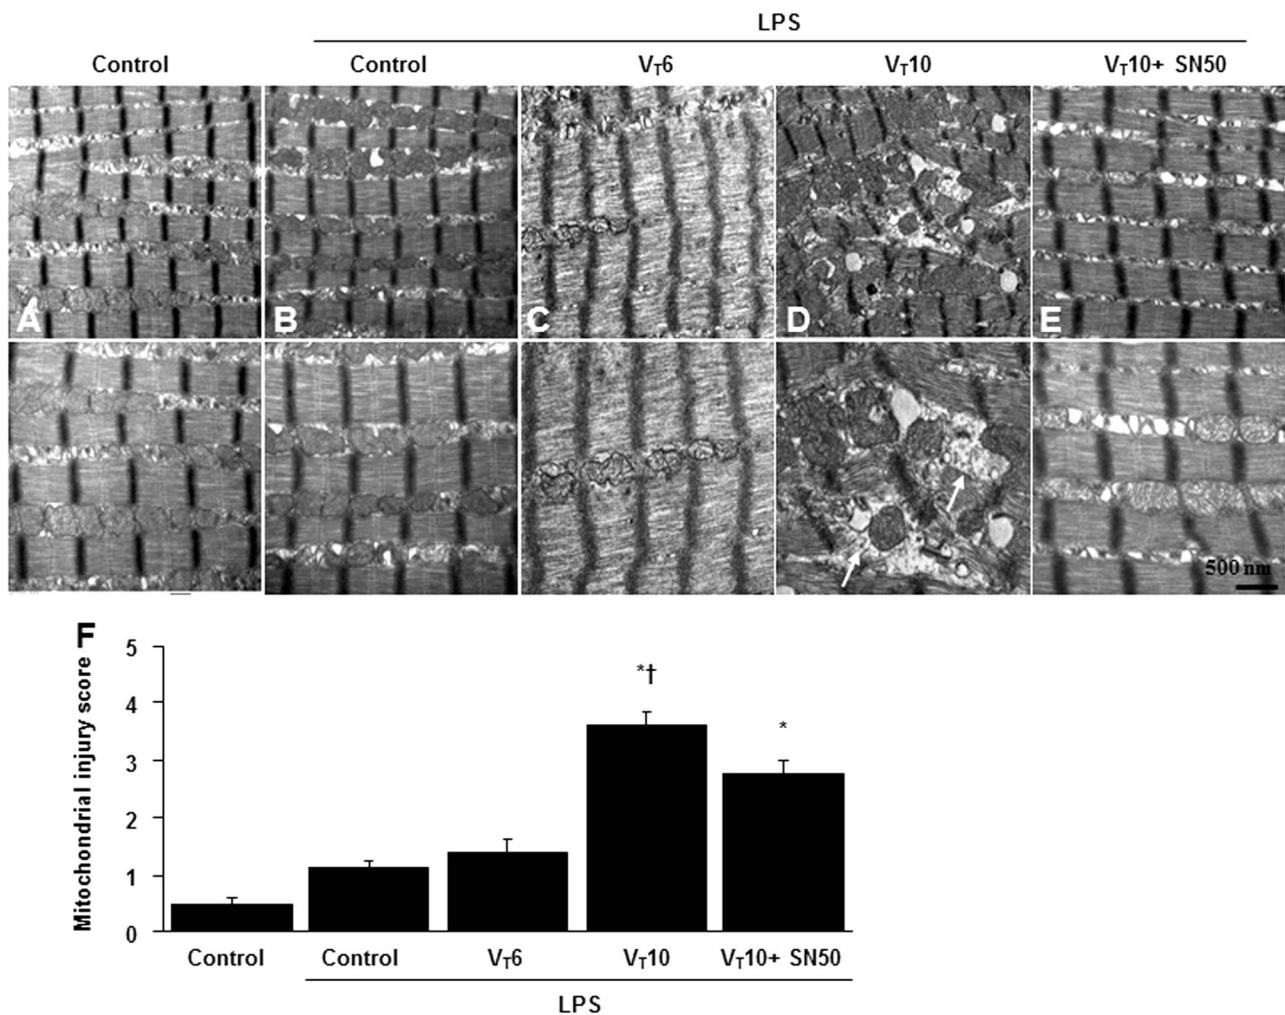 LPS
Control Control VT6 VT10 VT10+ SN50
A B C D E
500 nm
F
Mitochondrial injury score
5
4
3
2
1
0
*†
*
Control Control VT6 VT10 VT10+ SN50
LPS